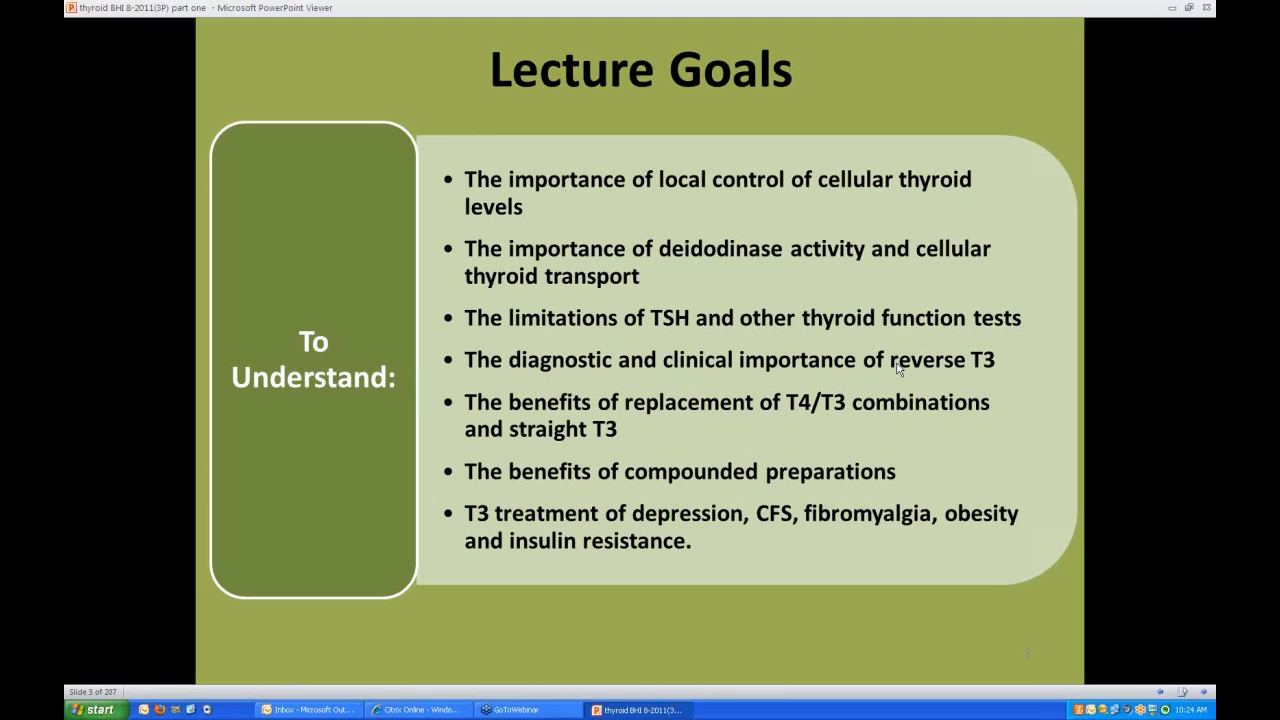 thyroid BHI 8-2011(3P) part one - Microsoft PowerPoint Viewer
Lecture Goals
To
Understand:
• The importance of local control of cellular thyroid
levels
• The importance of deidodinase activity and cellular
thyroid transport
• The limitations of TSH and other thyroid function tests
• The diagnostic and clinical importance of reverse T3
• The benefits of replacement of T4/T3 combinations
and straight T3
• The benefits of compounded preparations
• T3 treatment of depression, CFS, fibromyalgia, obesity
and insulin resistance.
3
Slide 3 of 207
start
Inbox - Microsoft Out...
Citrix Online - Windo...
GoToWebinar
thyroid BHI 8-2011(3...
10:24 AM